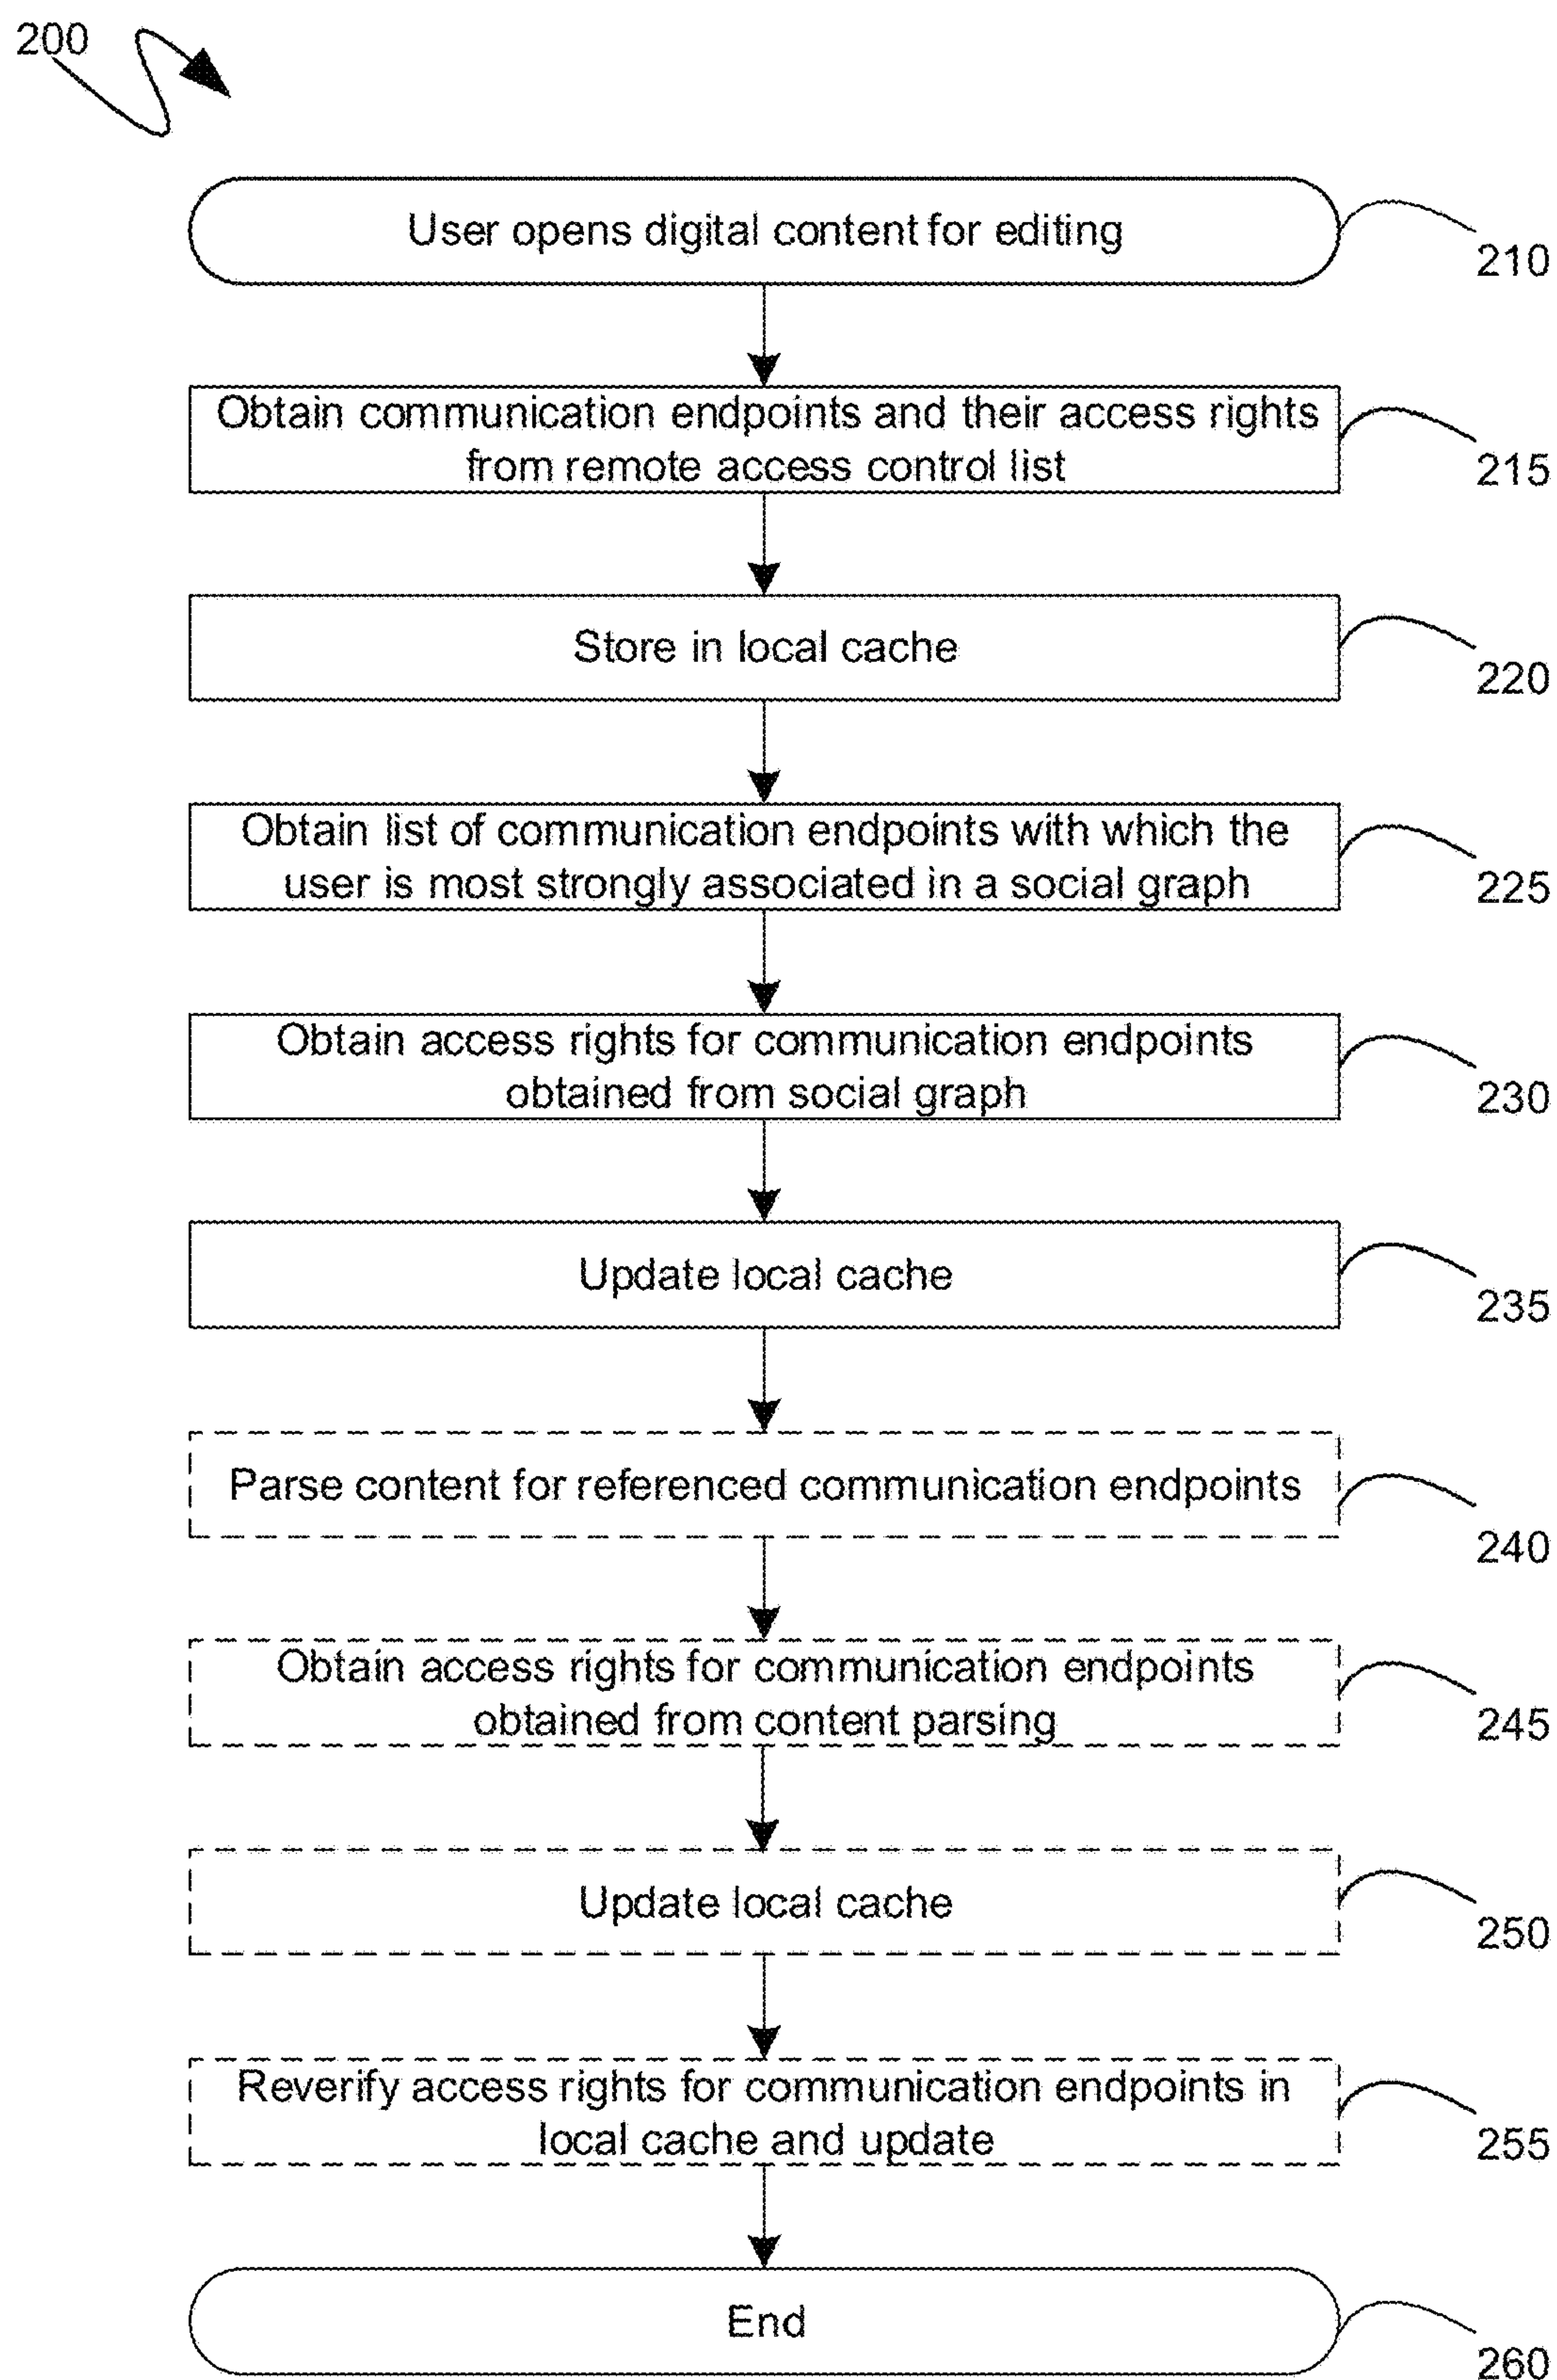 200
User opens digital content for editing
210
Obtain communication endpoints and their access rights
from remote access control list
215
Store in local cache
220
Obtain list of communication endpoints with which the
user is most strongly associated in a social graph
225
Obtain access rights for communication endpoints
obtained from social graph
230
Update local cache
235
Parse content for referenced communication endpoints
240
Obtain access rights for communication endpoints
obtained from content parsing
245
Update local cache
250
Reverify access rights for communication endpoints in
local cache and update
255
End
260